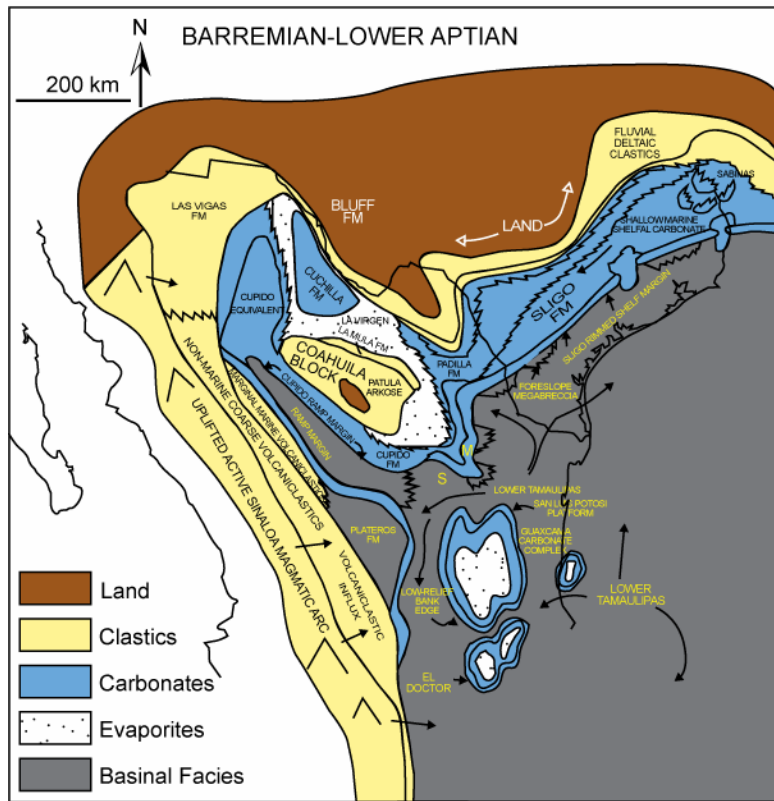 BARREMIAN-LOWER APTIAN
N
200 km
FLUVIAL
DELTAIC
CLASTICS
SABINAS
LAS VIGAS
FM
BLUFF
FM
LAND
SHALLOW MARINE
SHELFAL CARBONATE
CUCHILLA
FM
CUPIDO
EQUIVALENT
SLIGO
FM
LA VIRGEN
LA MULA FM
SLIGO RIMMED SHELF MARGIN
COAHUILA
BLOCK
PATULA
ARKOSE
PADILLA
FM
FORESLOPE
MEGABRECCIA
CUPIDO RAMP MARGIN
RAMP MARGIN
CUPIDO
FM
M
S
NON-MARINE COARSE VOLCANICLASTICS
MARGINAL MARINE VOLCANICLASTICS
UPLIFTED ACTIVE SINALOA MAGMATIC ARC
LOWER TAMAULIPAS
SAN LUIS POTOSI
PLATFORM
PLATEROS
FM
GUAXCAMA
CARBONATE
COMPLEX
VOLCANICLASTIC
INFLUX
LOW-RELIEF
BANK
EDGE
LOWER
TAMAULIPAS
EL
DOCTOR
Land
Clastics
Carbonates
Evaporites
Basinal Facies